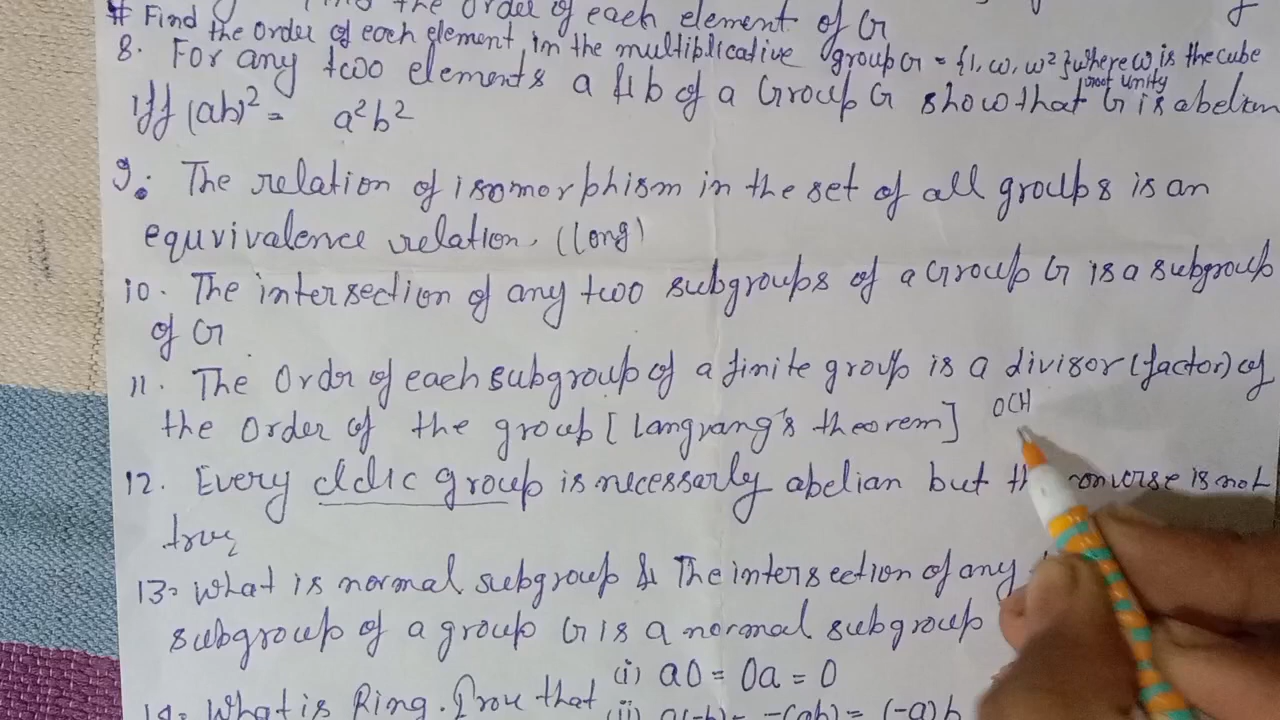 the Order of each element of G
# Find the order of each element in the multiplicative group G = {1, ω, ω²} where ω is the cube
root unity
8. For any two elements a & b of a Group G show that G is abelian
iff (ab)² = a²b²
9. The relation of isomorphism in the set of all groups is an
equvivalence relation. (long)
10. The intersection of any two subgroups of a Group G is a subgroup
of G
11. The Order of each subgroup of a finite group is a divisor (factor) of
the Order of the group [Langrang's theorem] O(H
12. Every ciclic group is necessarly abelian but converse is not
true,
13. What is normal subgroup & The intersection of any
subgroup of a group G is a normal subgroup
14. What is Ring. Prove that (i) a0 = 0a = 0
(ii) a(-b) = -(ab) = (-a)b